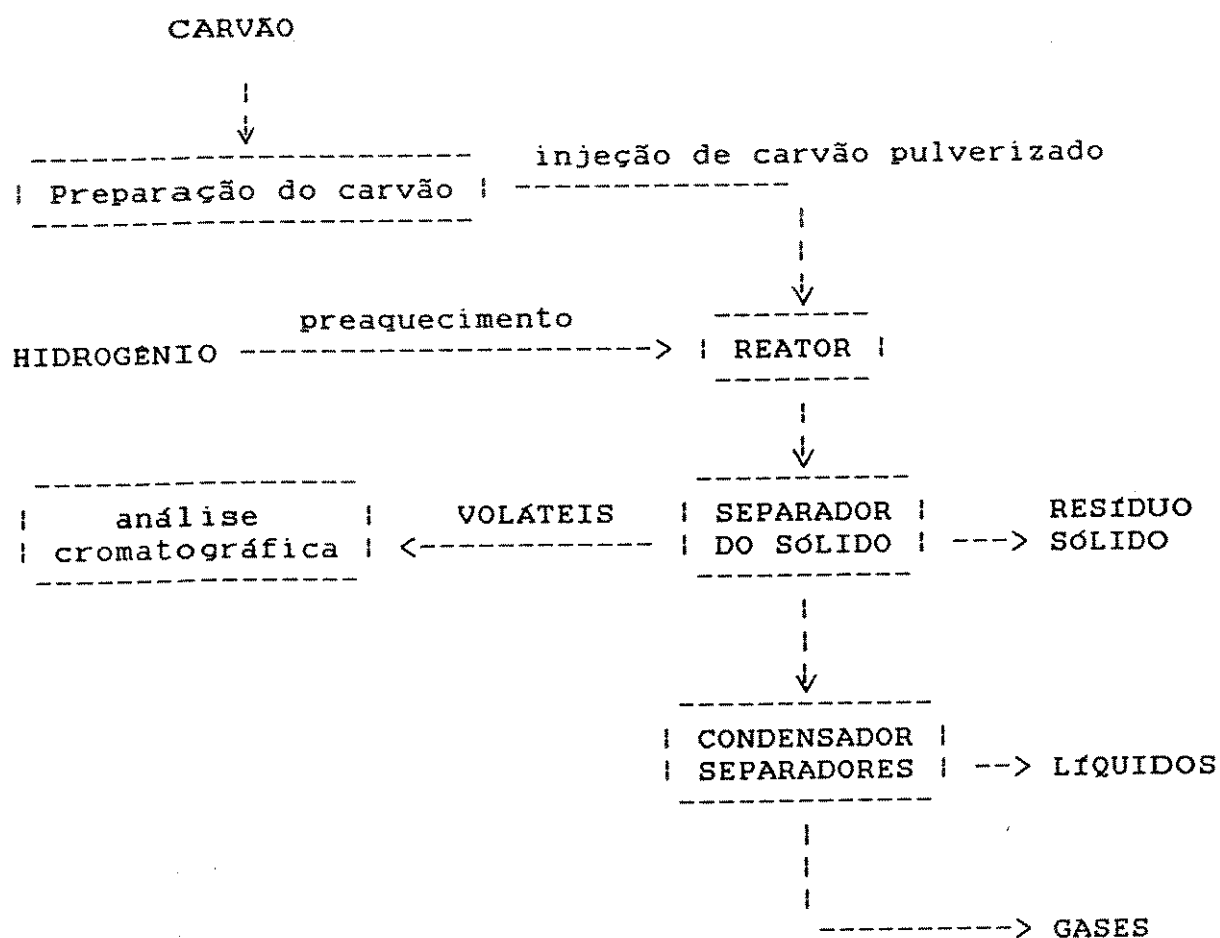 CARVÃO
injeção de carvão pulverizado
Preparação do carvão
preaquecimento
HIDROGÊNIO
REATOR
análise
cromatográfica
VOLÁTEIS
SEPARADOR
DO SÓLIDO
RESÍDUO
SÓLIDO
CONDENSADOR
SEPARADORES
LÍQUIDOS
GASES